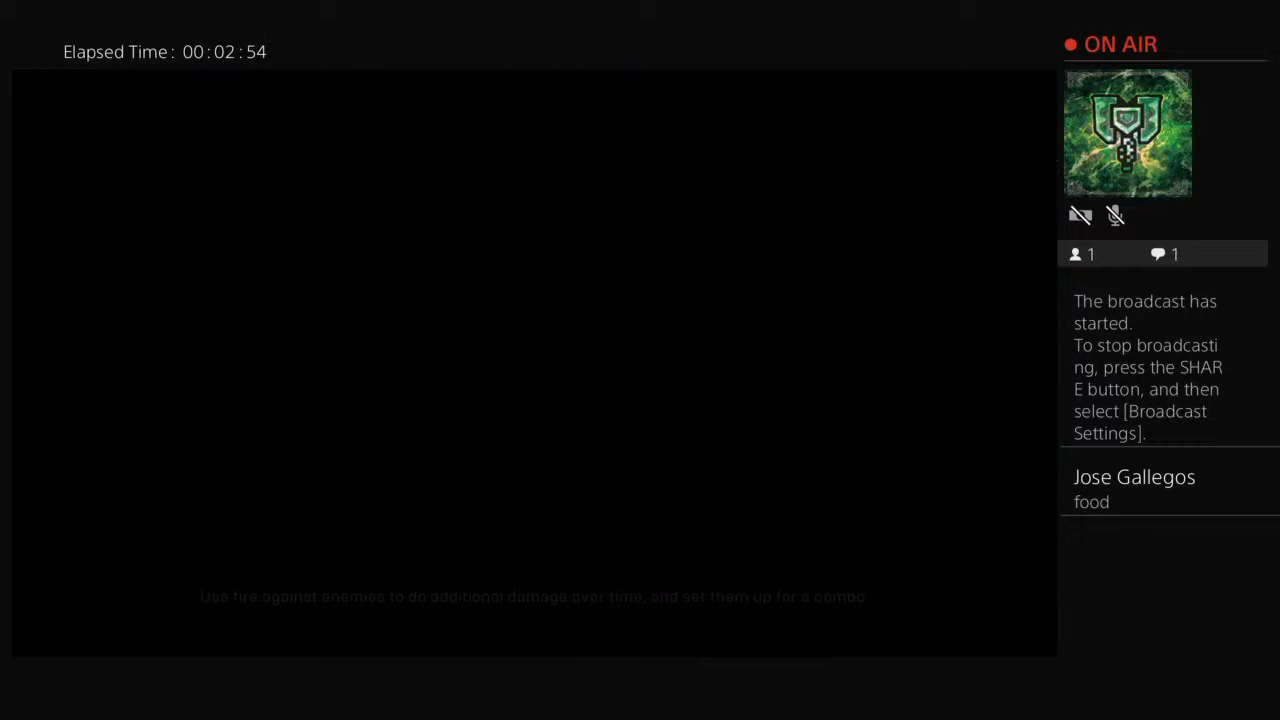 Elapsed Time: 00:02:54
ON AIR
1 1
The broadcast has
started.
To stop broadcasti
ng, press the SHAR
E button, and then
select [Broadcast
Settings].
Jose Gallegos
food
Use fire against enemies to do additional damage over time, and set them up for a combo